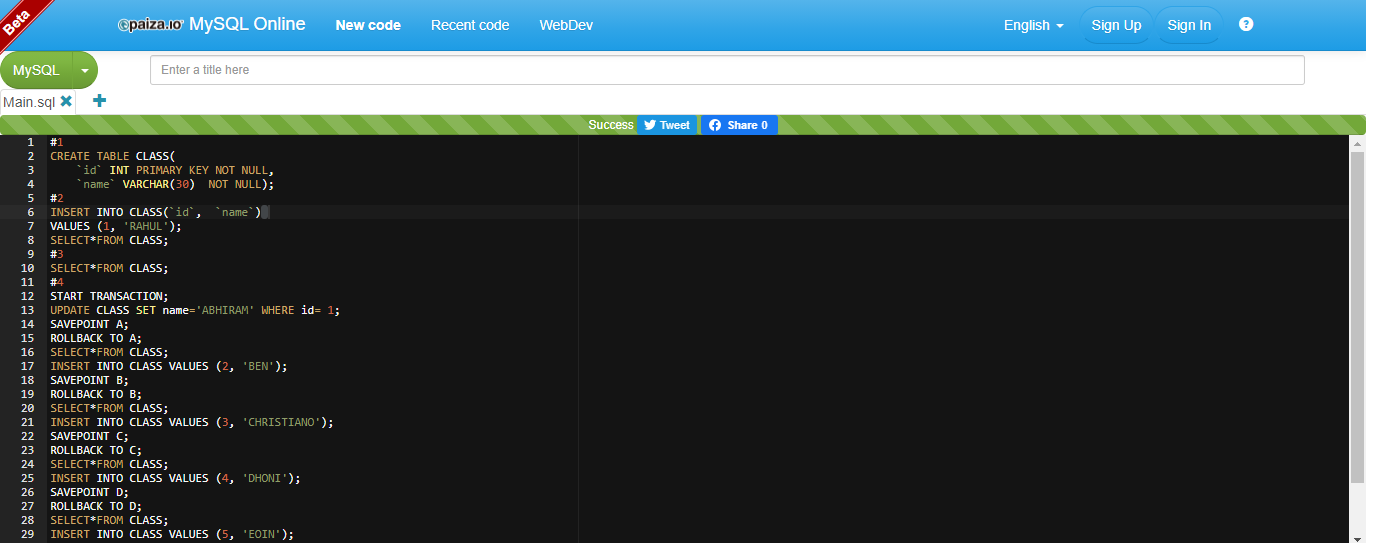 Beta
paiza.io MySQL Online New code Recent code WebDev English Sign Up Sign In ?
MySQL Enter a title here
Main.sql
Success Tweet Share 0
1 #1
2 CREATE TABLE CLASS(
3 `id` INT PRIMARY KEY NOT NULL,
4 `name` VARCHAR(30) NOT NULL);
5 #2
6 INSERT INTO CLASS(`id`, `name`)
7 VALUES (1, 'RAHUL');
8 SELECT*FROM CLASS;
9 #3
10 SELECT*FROM CLASS;
11 #4
12 START TRANSACTION;
13 UPDATE CLASS SET name='ABHIRAM' WHERE id= 1;
14 SAVEPOINT A;
15 ROLLBACK TO A;
16 SELECT*FROM CLASS;
17 INSERT INTO CLASS VALUES (2, 'BEN');
18 SAVEPOINT B;
19 ROLLBACK TO B;
20 SELECT*FROM CLASS;
21 INSERT INTO CLASS VALUES (3, 'CHRISTIANO');
22 SAVEPOINT C;
23 ROLLBACK TO C;
24 SELECT*FROM CLASS;
25 INSERT INTO CLASS VALUES (4, 'DHONI');
26 SAVEPOINT D;
27 ROLLBACK TO D;
28 SELECT*FROM CLASS;
29 INSERT INTO CLASS VALUES (5, 'EOIN');